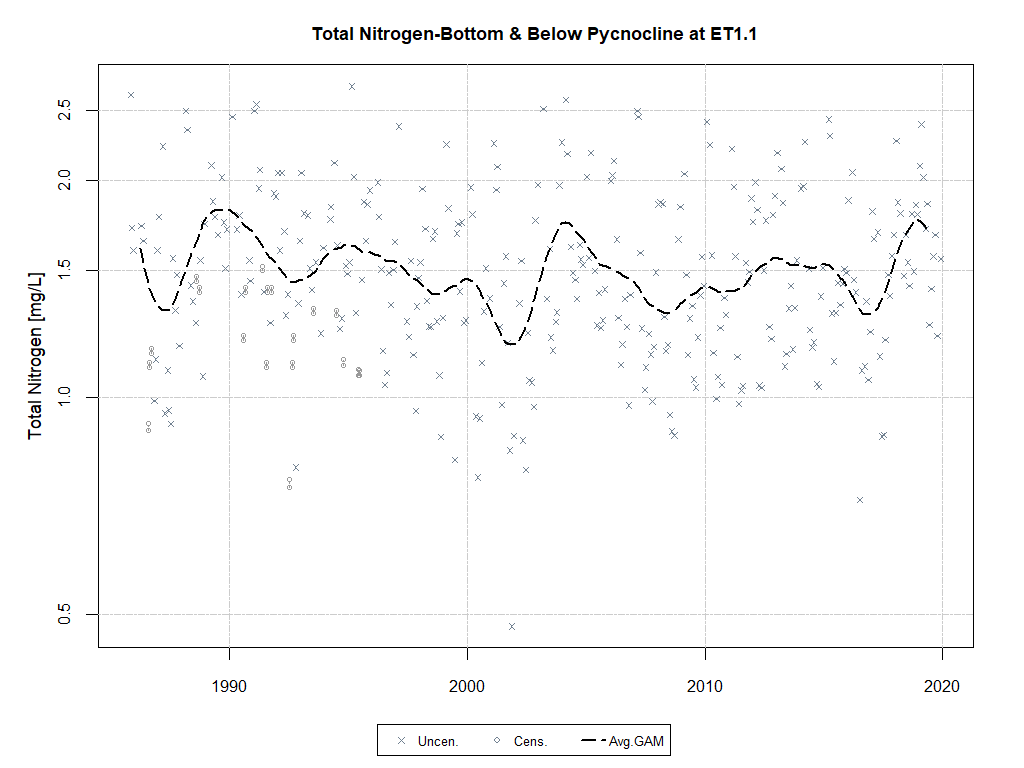 Total Nitrogen-Bottom & Below Pycnocline at ET1.1
2.5
2.0
1.5
1.0
0.5
Total Nitrogen [mg/L]
1990 2000 2010 2020
Uncen. Cens. Avg.GAM